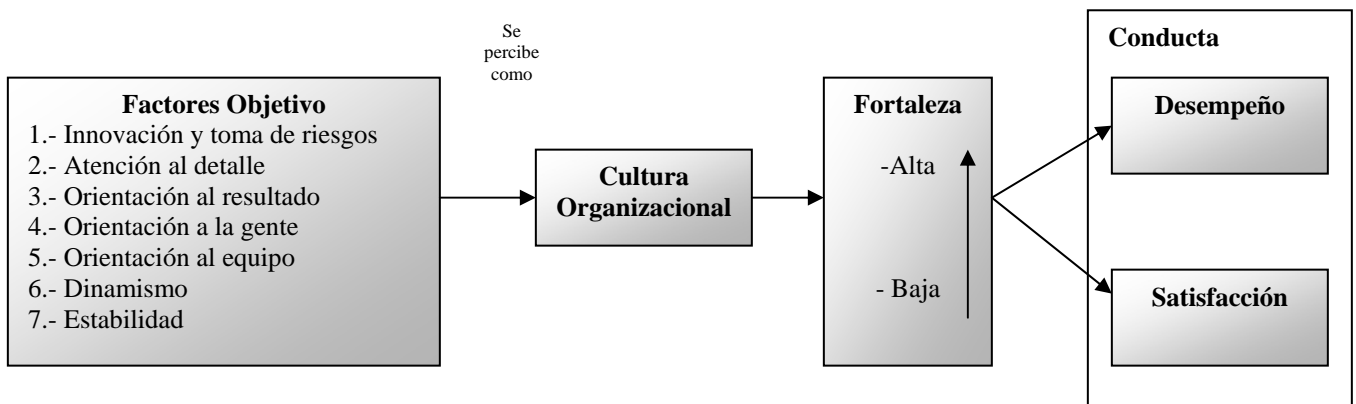 Se
percibe
como
Factores Objetivo
1.- Innovación y toma de riesgos
2.- Atención al detalle
3.- Orientación al resultado
4.- Orientación a la gente
5.- Orientación al equipo
6.- Dinamismo
7.- Estabilidad
Cultura
Organizacional
Fortaleza
-Alta
- Baja
Conducta
Desempeño
Satisfacción